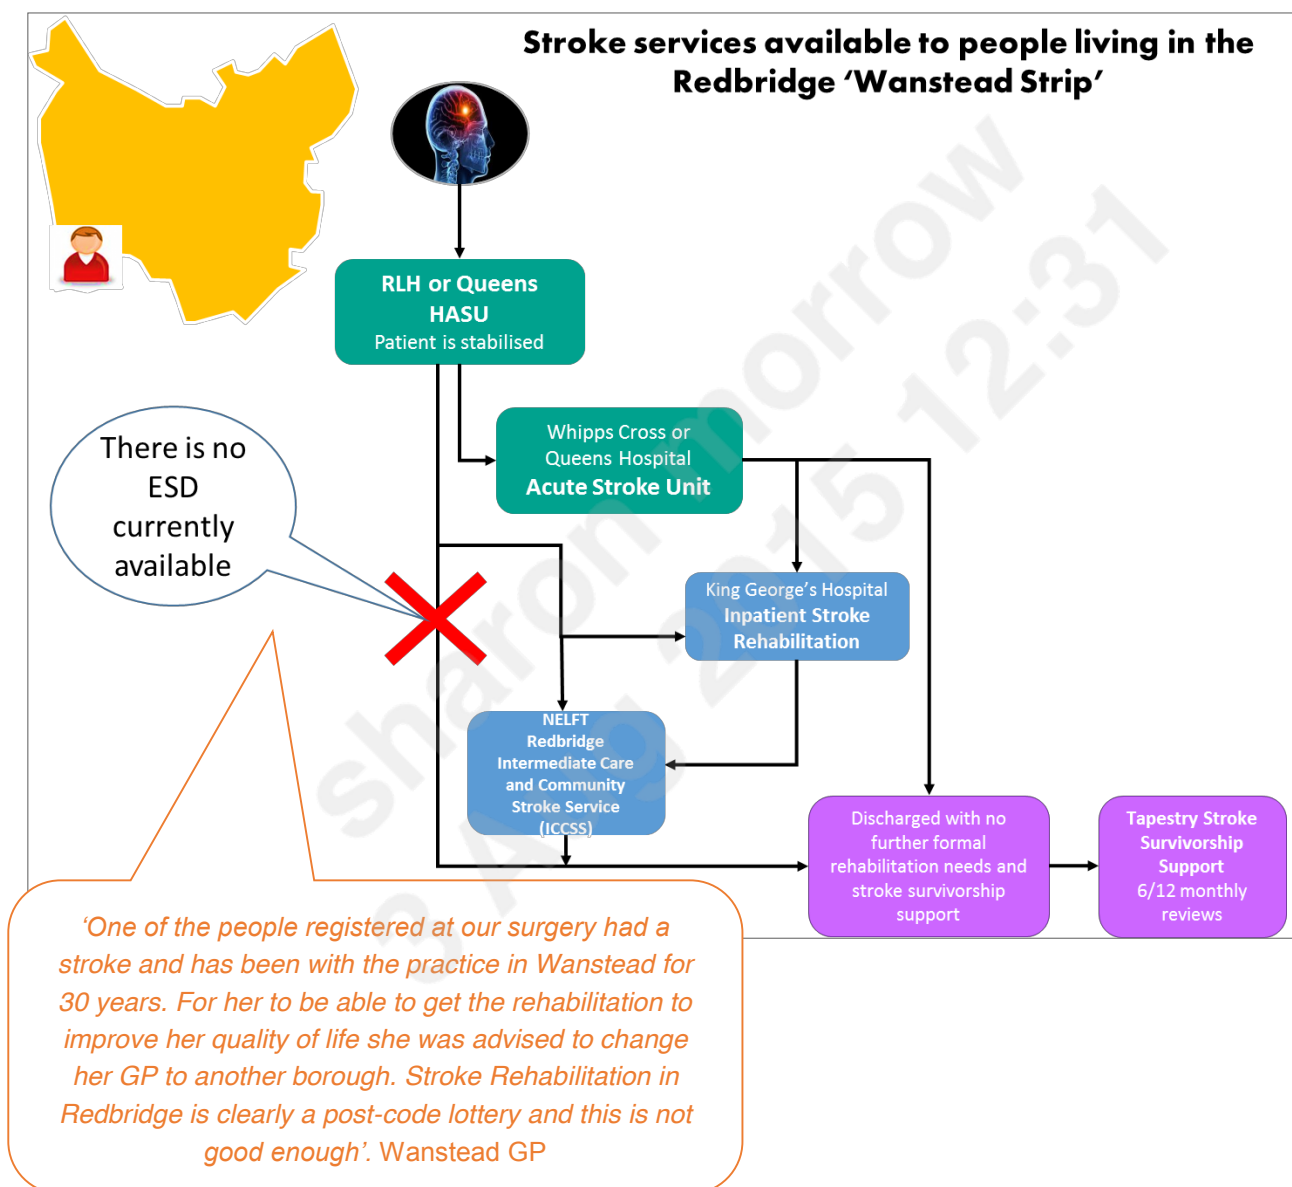 Stroke services available to people living in the
Redbridge ‘Wanstead Strip’
RLH or Queens
HASU
Patient is stabilised
Whipps Cross or
Queens Hospital
Acute Stroke Unit
There is no
ESD
currently
available
King George’s Hospital
Inpatient Stroke
Rehabilitation
NELFT
Redbridge
Intermediate Care
and Community
Stroke Service
(ICCSS)
Discharged with no
further formal
rehabilitation needs and
stroke survivorship
support
Tapestry Stroke
Survivorship
Support
6/12 monthly
reviews
‘One of the people registered at our surgery had a
stroke and has been with the practice in Wanstead for
30 years. For her to be able to get the rehabilitation to
improve her quality of life she was advised to change
her GP to another borough. Stroke Rehabilitation in
Redbridge is clearly a post-code lottery and this is not
good enough’. Wanstead GP
sharon morrow
3 Aug 2015 12:31